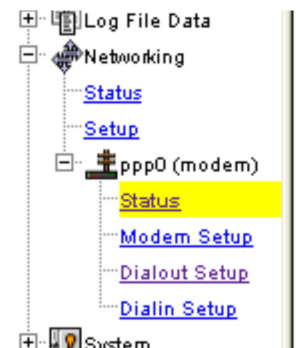 Log File Data
Networking
Status
Setup
ppp0 (modem)
Status
Modem Setup
Dialout Setup
Dialin Setup
System